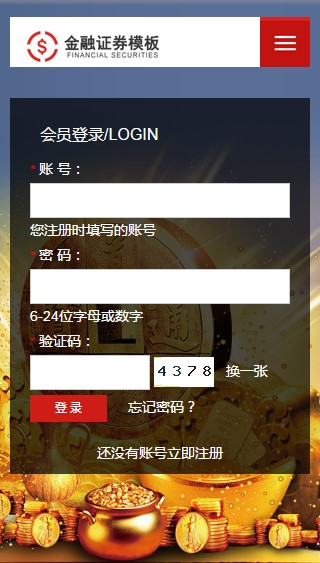 金融证券模板
FINANCIAL SECURITIES
会员登录/LOGIN
* 账 号：
您注册时填写的账号
* 密 码：
6-24位字母或数字
* 验证码：
4378 换一张
登 录 忘记密码？
还没有账号立即注册